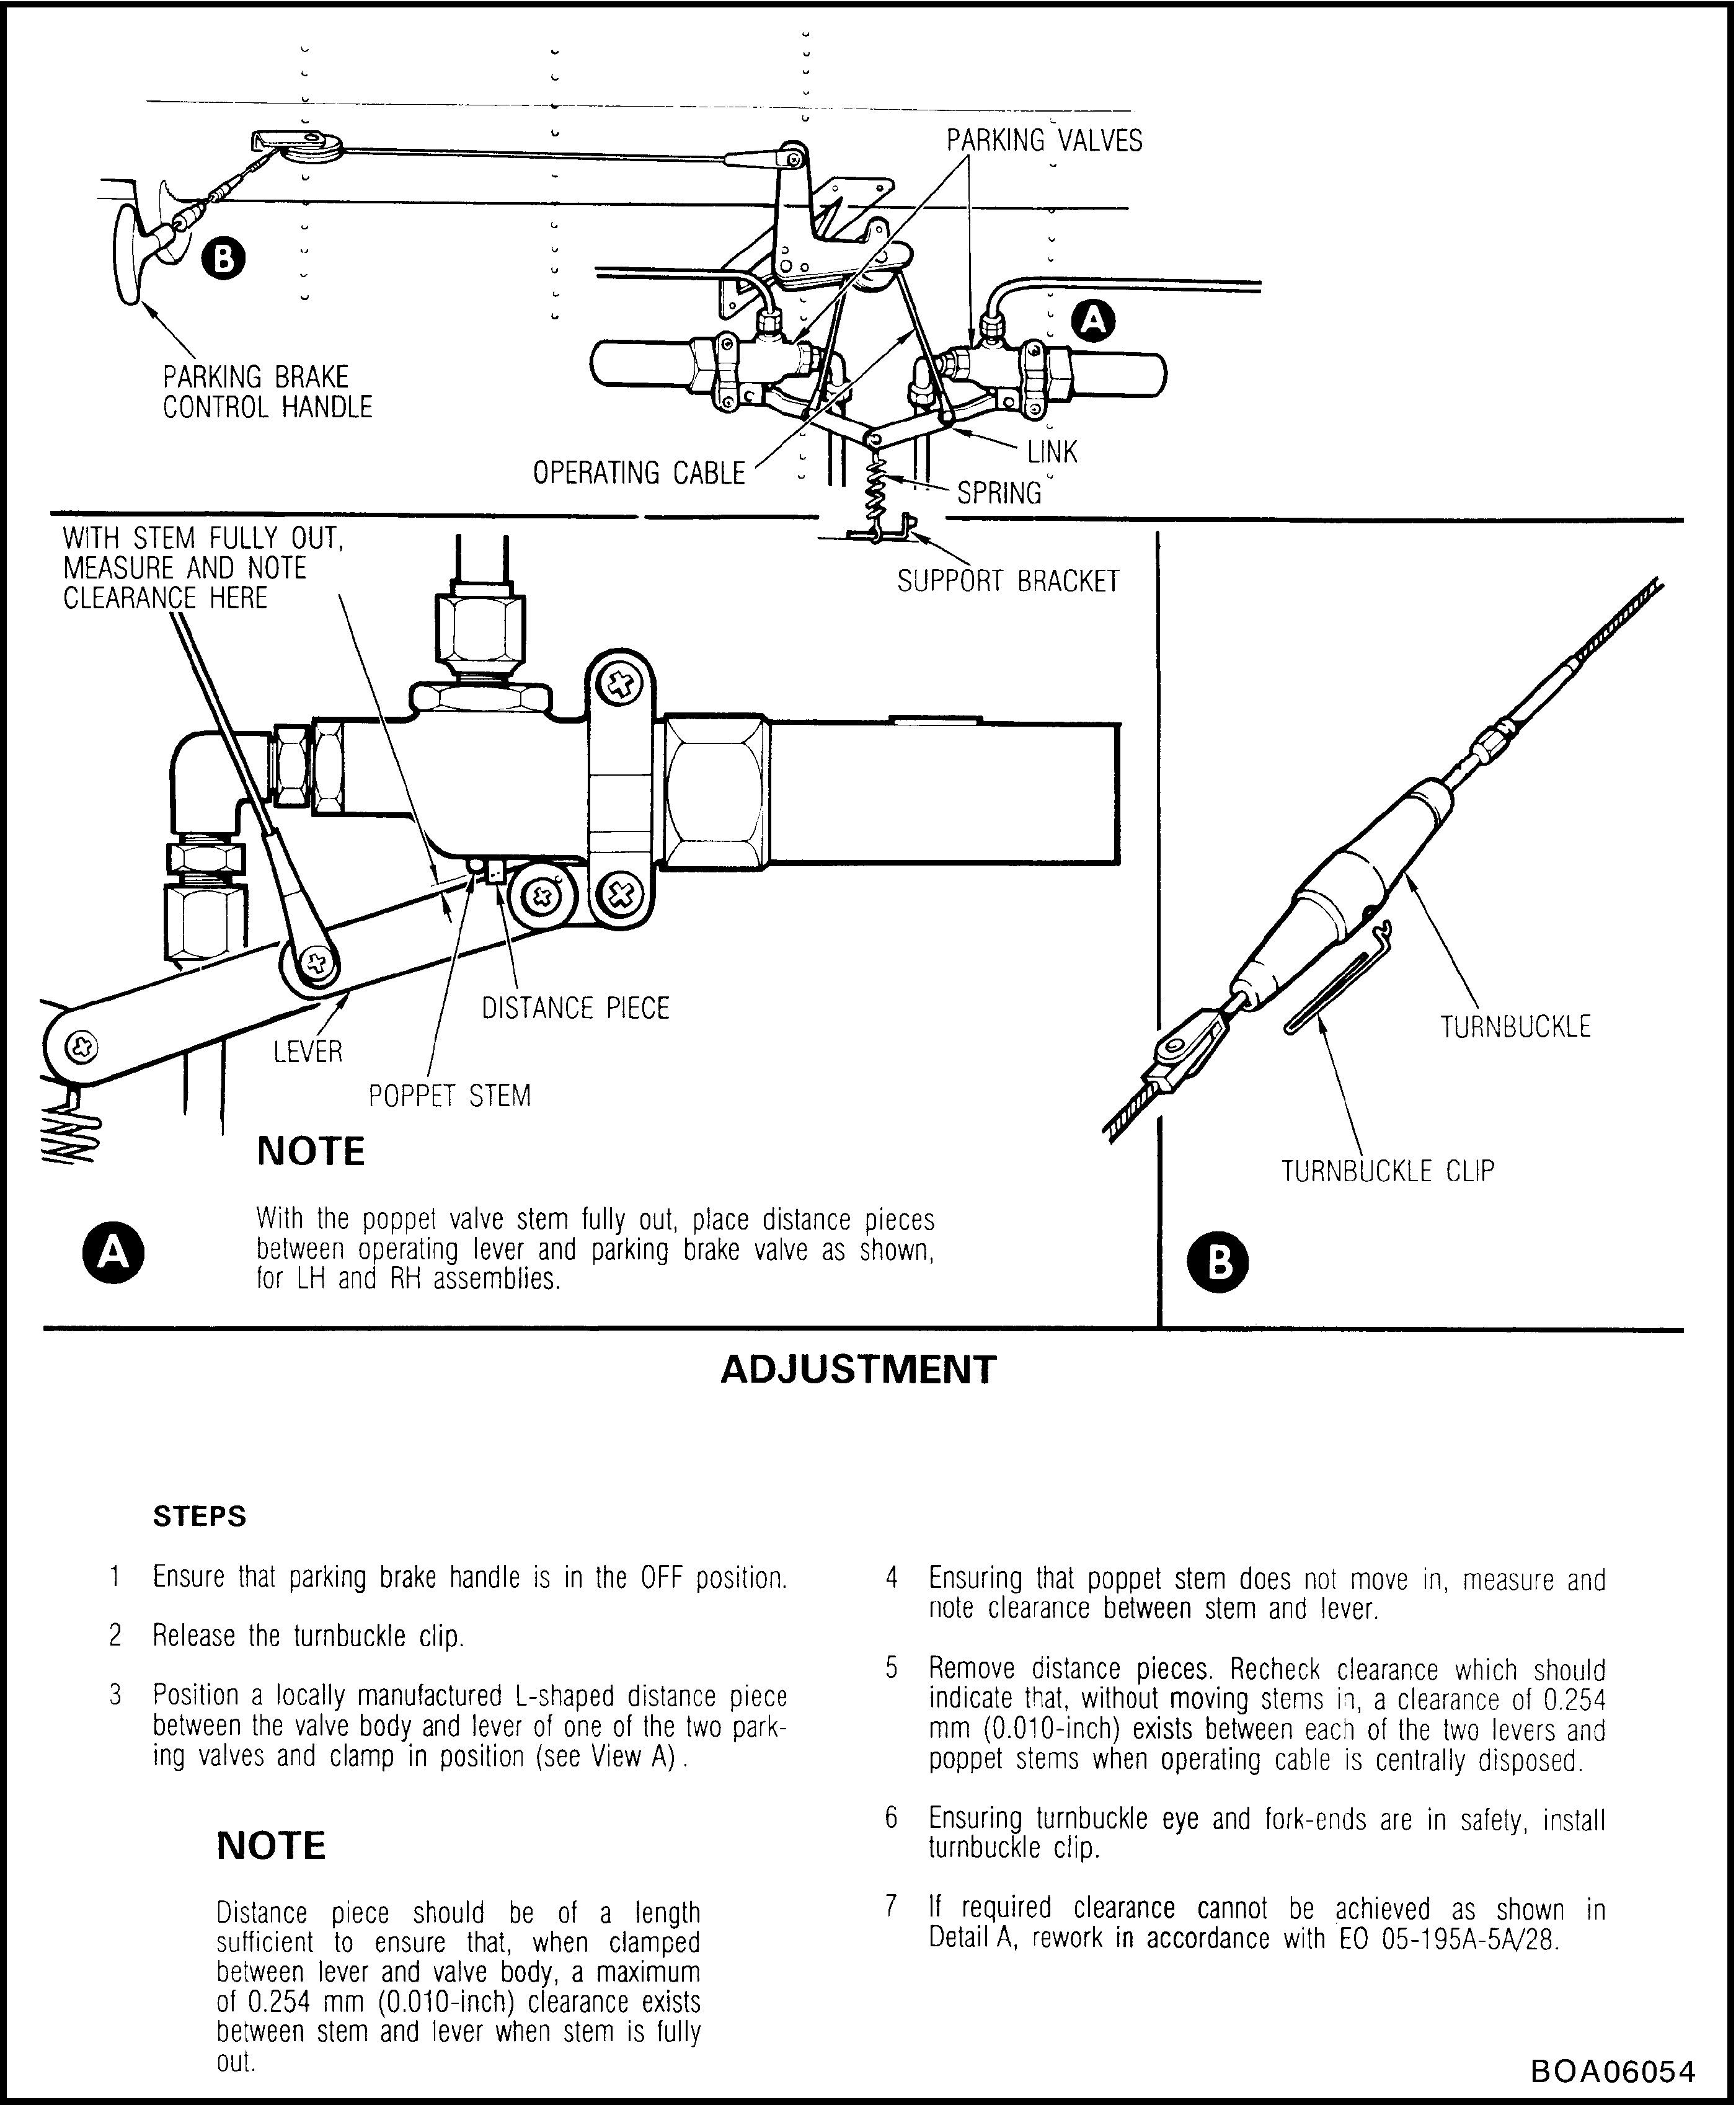 PARKING VALVES
B
A
PARKING BRAKE
CONTROL HANDLE
OPERATING CABLE
LINK
SPRING
SUPPORT BRACKET
WITH STEM FULLY OUT,
MEASURE AND NOTE
CLEARANCE HERE
DISTANCE PIECE
LEVER
POPPET STEM
NOTE
With the poppet valve stem fully out, place distance pieces
between operating lever and parking brake valve as shown,
for LH and RH assemblies.
A
TURNBUCKLE
TURNBUCKLE CLIP
B
ADJUSTMENT
STEPS
1 Ensure that parking brake handle is in the OFF position.
2 Release the turnbuckle clip.
3 Position a locally manufactured L-shaped distance piece
between the valve body and lever of one of the two park-
ing valves and clamp in position (see View A).
NOTE
Distance piece should be of a length
sufficient to ensure that, when clamped
between lever and valve body, a maximum
of 0.254 mm (0.010-inch) clearance exists
between stem and lever when stem is fully
out.
4 Ensuring that poppet stem does not move in, measure and
note clearance between stem and lever.
5 Remove distance pieces. Recheck clearance which should
indicate that, without moving stems in, a clearance of 0.254
mm (0.010-inch) exists between each of the two levers and
poppet stems when operating cable is centrally disposed.
6 Ensuring turnbuckle eye and fork-ends are in safety, install
turnbuckle clip.
7 If required clearance cannot be achieved as shown in
Detail A, rework in accordance with EO 05-195A-5A/28.
BOA06054